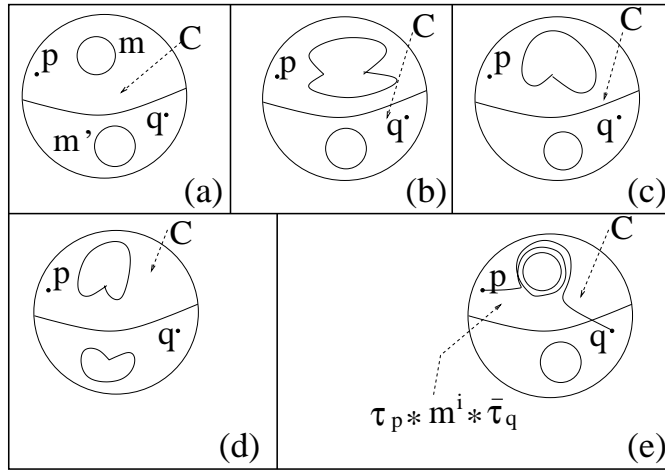 p m C
m' q
(a)
p C
q
(b)
p C
q
(c)
p C
q
(d)
p C
q
τ_p * m^i * τ̄_q
(e)